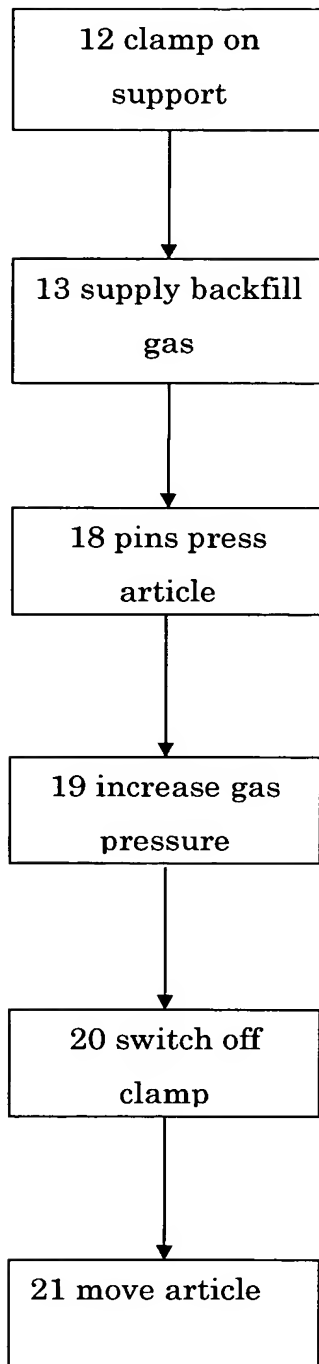 12 clamp on
support
13 supply backfill
gas
18 pins press
article
19 increase gas
pressure
20 switch off
clamp
21 move article